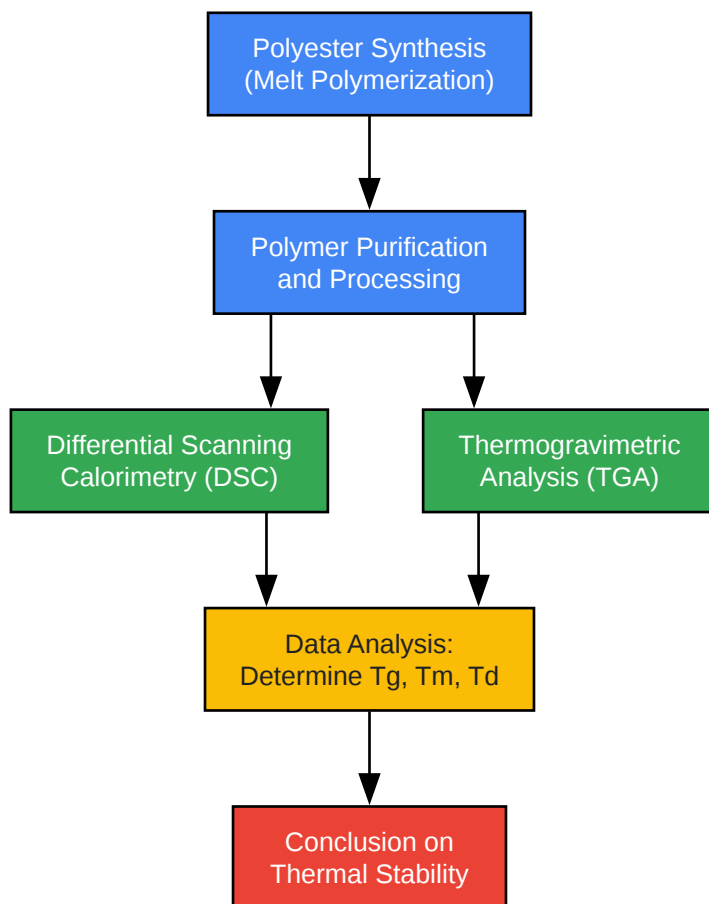 Polyester Synthesis
(Melt Polymerization)
Polymer Purification
and Processing
Differential Scanning
Calorimetry (DSC)
Thermogravimetric
Analysis (TGA)
Data Analysis:
Determine Tg, Tm, Td
Conclusion on
Thermal Stability